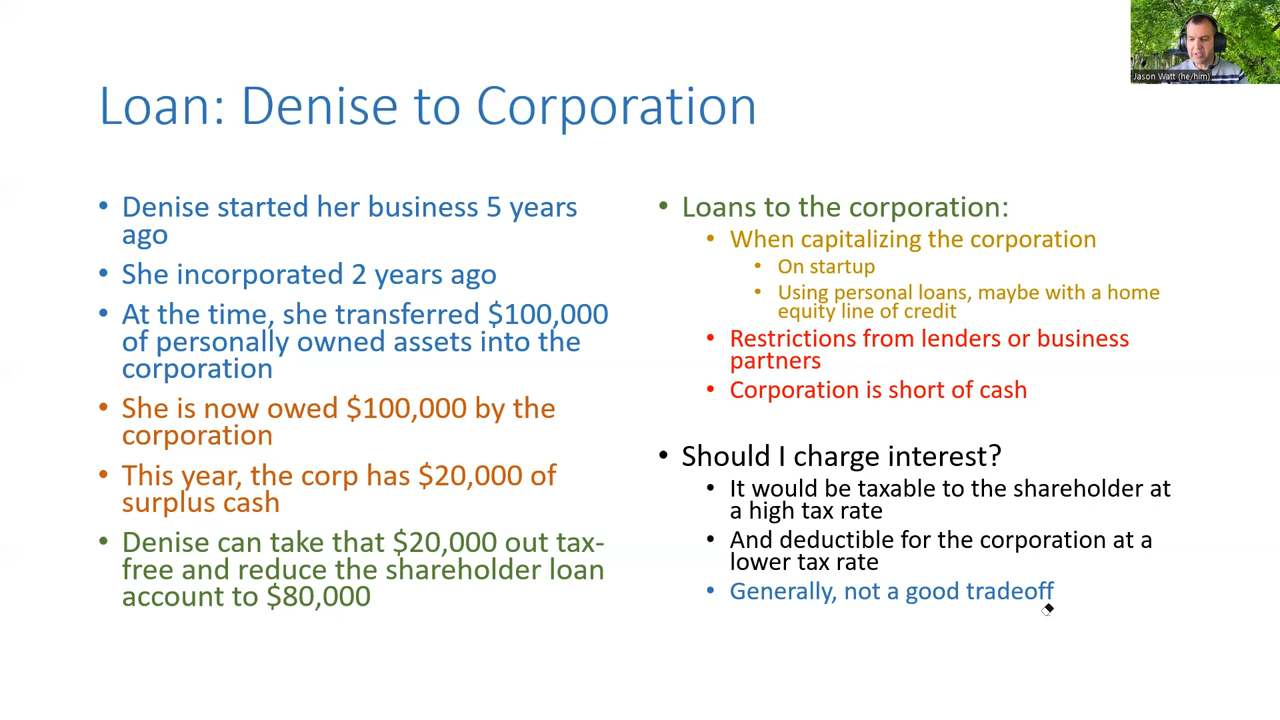 Jason Watt (he/him)
Loan: Denise to Corporation
• Denise started her business 5 years
ago
• She incorporated 2 years ago
• At the time, she transferred $100,000
of personally owned assets into the
corporation
• She is now owed $100,000 by the
corporation
• This year, the corp has $20,000 of
surplus cash
• Denise can take that $20,000 out tax-
free and reduce the shareholder loan
account to $80,000
• Loans to the corporation:
• When capitalizing the corporation
• On startup
• Using personal loans, maybe with a home
equity line of credit
• Restrictions from lenders or business
partners
• Corporation is short of cash
• Should I charge interest?
• It would be taxable to the shareholder at
a high tax rate
• And deductible for the corporation at a
lower tax rate
• Generally, not a good tradeoff